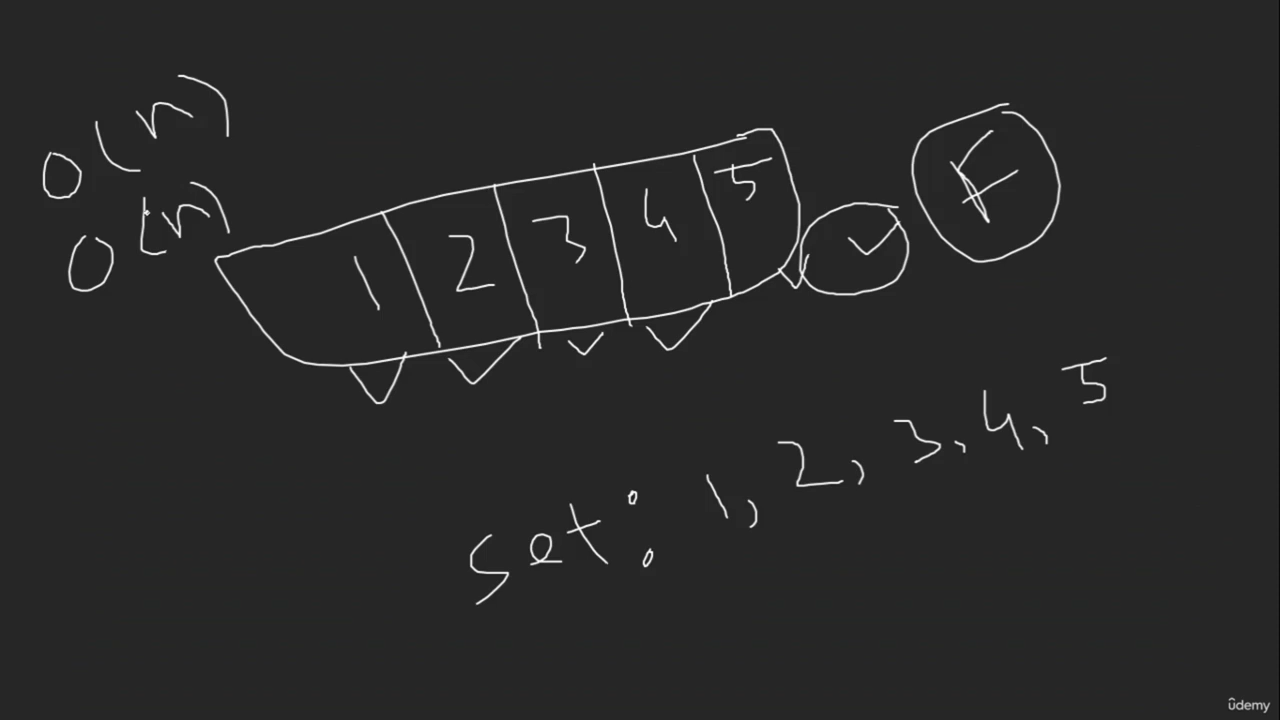 O(n)
O(n)
1 2 3 4 5
F
set: 1, 2, 3, 4, 5
ûdemy